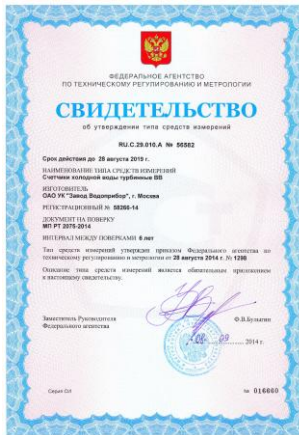 ФЕДЕРАЛЬНОЕ АГЕНТСТВО
ПО ТЕХНИЧЕСКОМУ РЕГУЛИРОВАНИЮ И МЕТРОЛОГИИ
СВИДЕТЕЛЬСТВО
об утверждении типа средств измерений
RU.C.29.010.A № 56582
Срок действия до 28 августа 2019 г.
НАИМЕНОВАНИЕ ТИПА СРЕДСТВ ИЗМЕРЕНИЙ
Счетчики холодной воды турбинные ВВ
ИЗГОТОВИТЕЛЬ
ОАО УК "Завод Водоприбор", г. Москва
РЕГИСТРАЦИОННЫЙ № 58266-14
ДОКУМЕНТ НА ПОВЕРКУ
МП РТ 2075-2014
ИНТЕРВАЛ МЕЖДУ ПОВЕРКАМИ 6 лет
Тип средств измерений утвержден приказом Федерального агентства по
техническому регулированию и метрологии от 28 августа 2014 г. №
Описание типа средств измерений является обязательным приложением
к настоящему свидетельству.
Заместитель Руководителя
Федерального агентства
Ф.В.Булыгин
09 2014 г.
Серия СИ
№ 016660